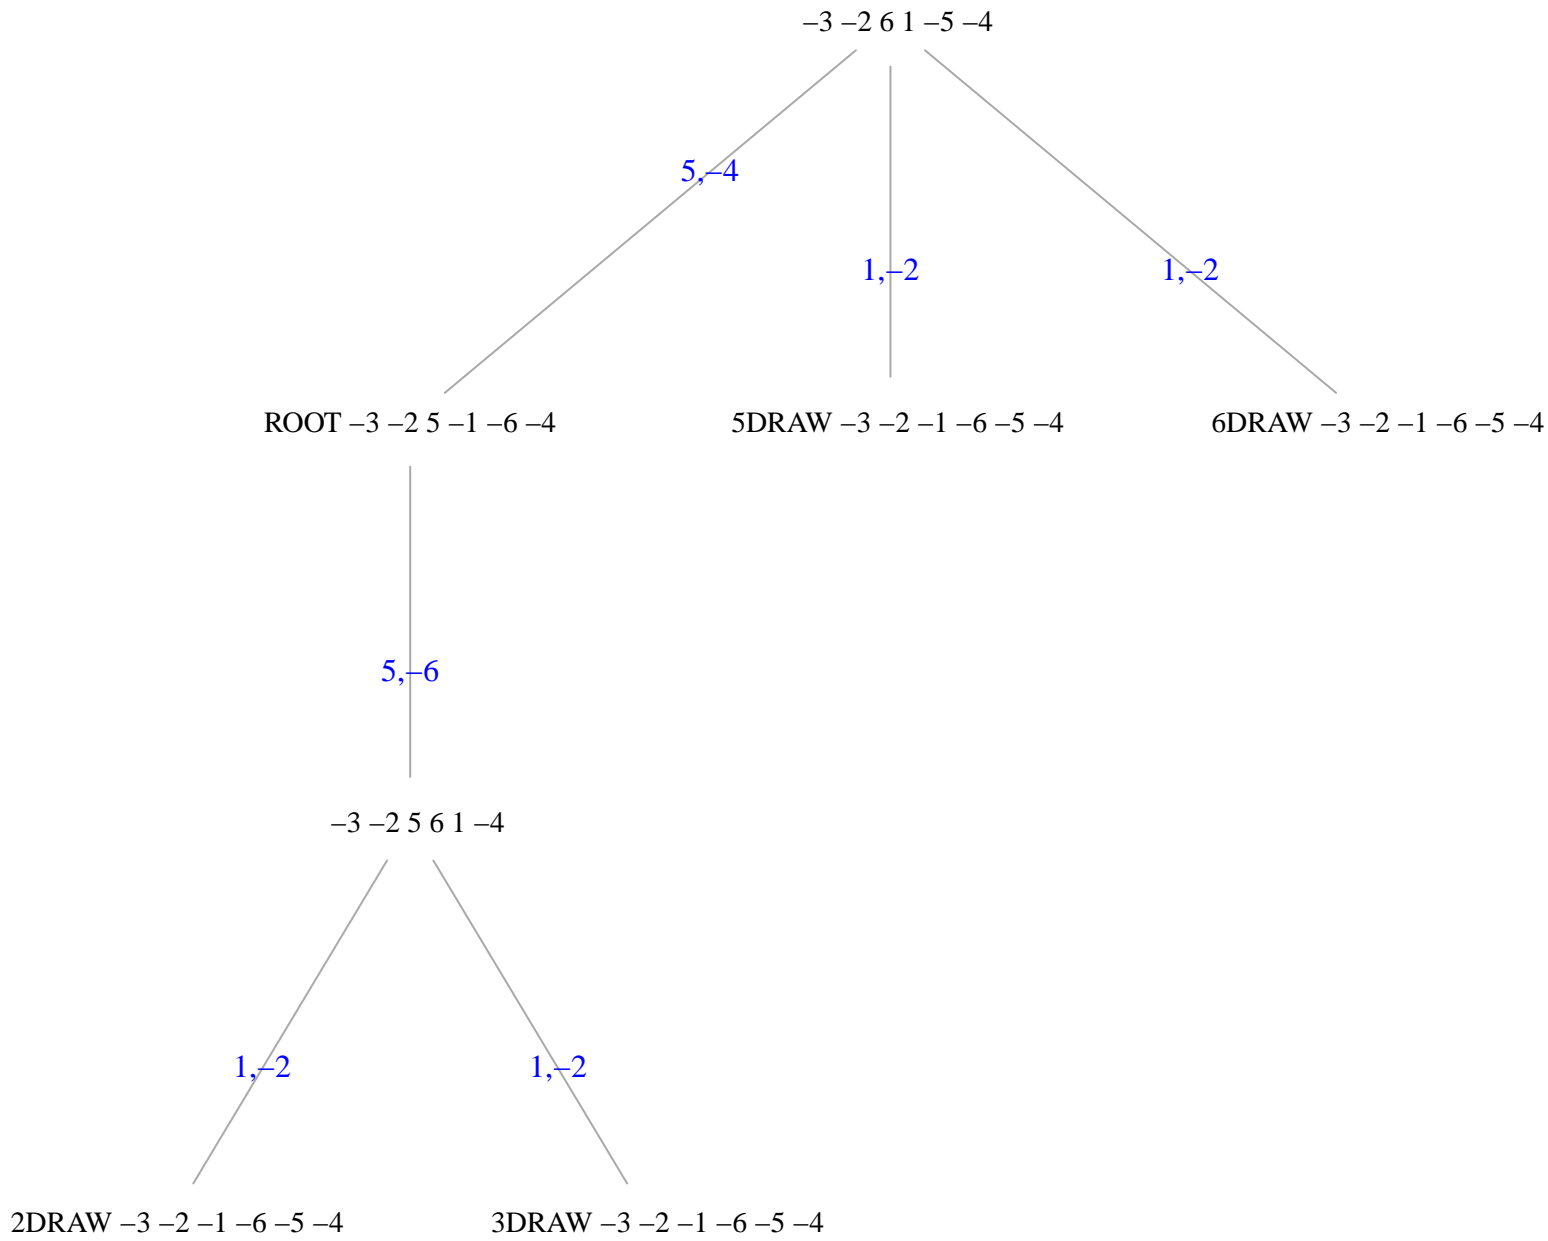 –3 –2 6 1 –5 –4
5,–4
1,–2
1,–2
ROOT –3 –2 5 –1 –6 –4
5DRAW –3 –2 –1 –6 –5 –4
6DRAW –3 –2 –1 –6 –5 –4
5,–6
–3 –2 5 6 1 –4
1,–2
1,–2
2DRAW –3 –2 –1 –6 –5 –4
3DRAW –3 –2 –1 –6 –5 –4